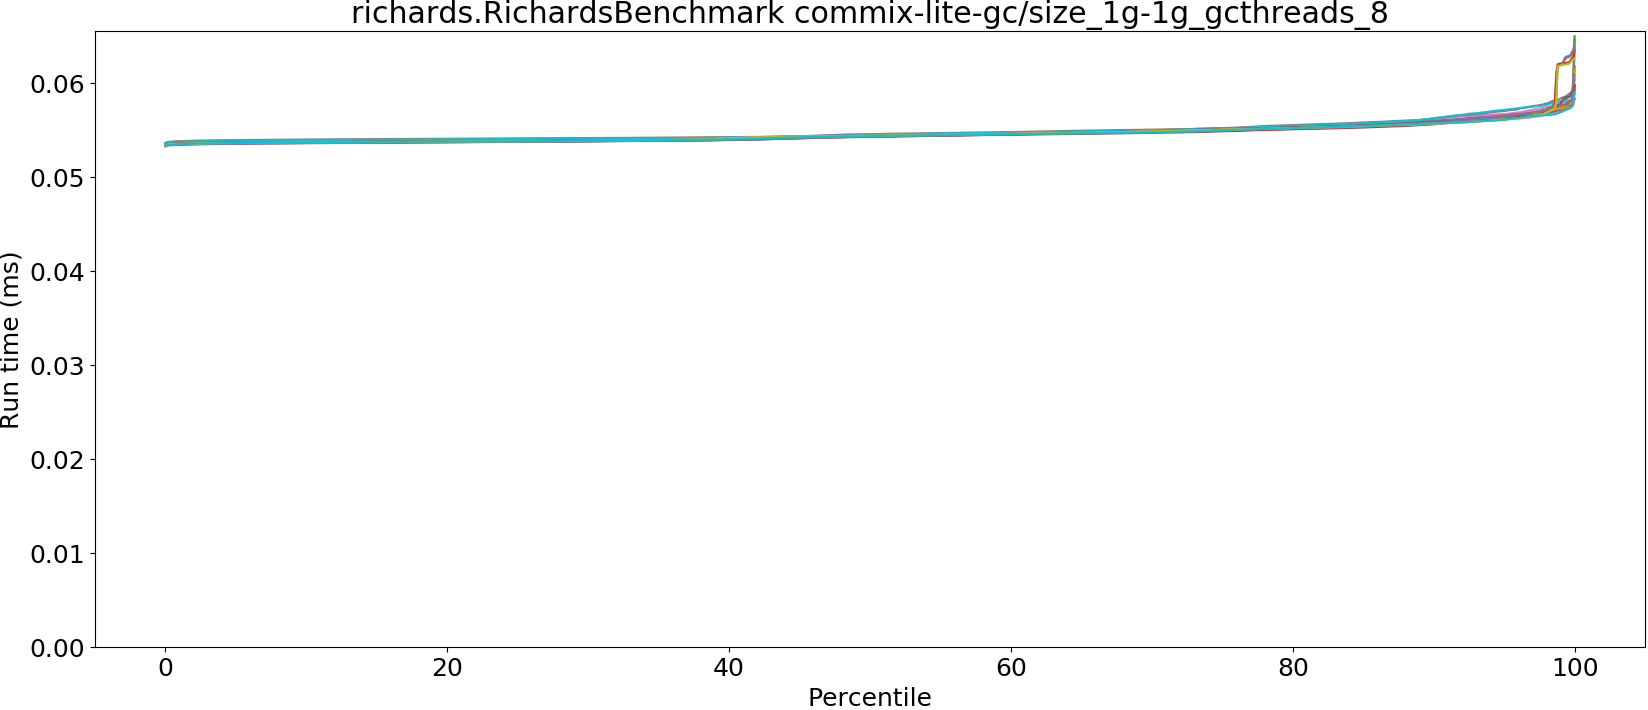 richards.RichardsBenchmark commix-lite-gc/size_1g-1g_gcthreads_8
Run time (ms)
0.06
0.05
0.04
0.03
0.02
0.01
0.00
0 20 40 60 80 100
Percentile